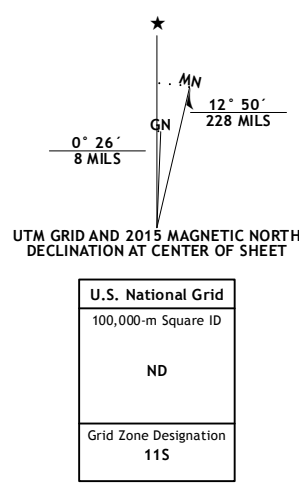 ★
MN
GN
12° 50´
228 MILS
0° 26´
8 MILS
UTM GRID AND 2015 MAGNETIC NORTH
DECLINATION AT CENTER OF SHEET
U.S. National Grid
100,000-m Square ID
ND
Grid Zone Designation
11S